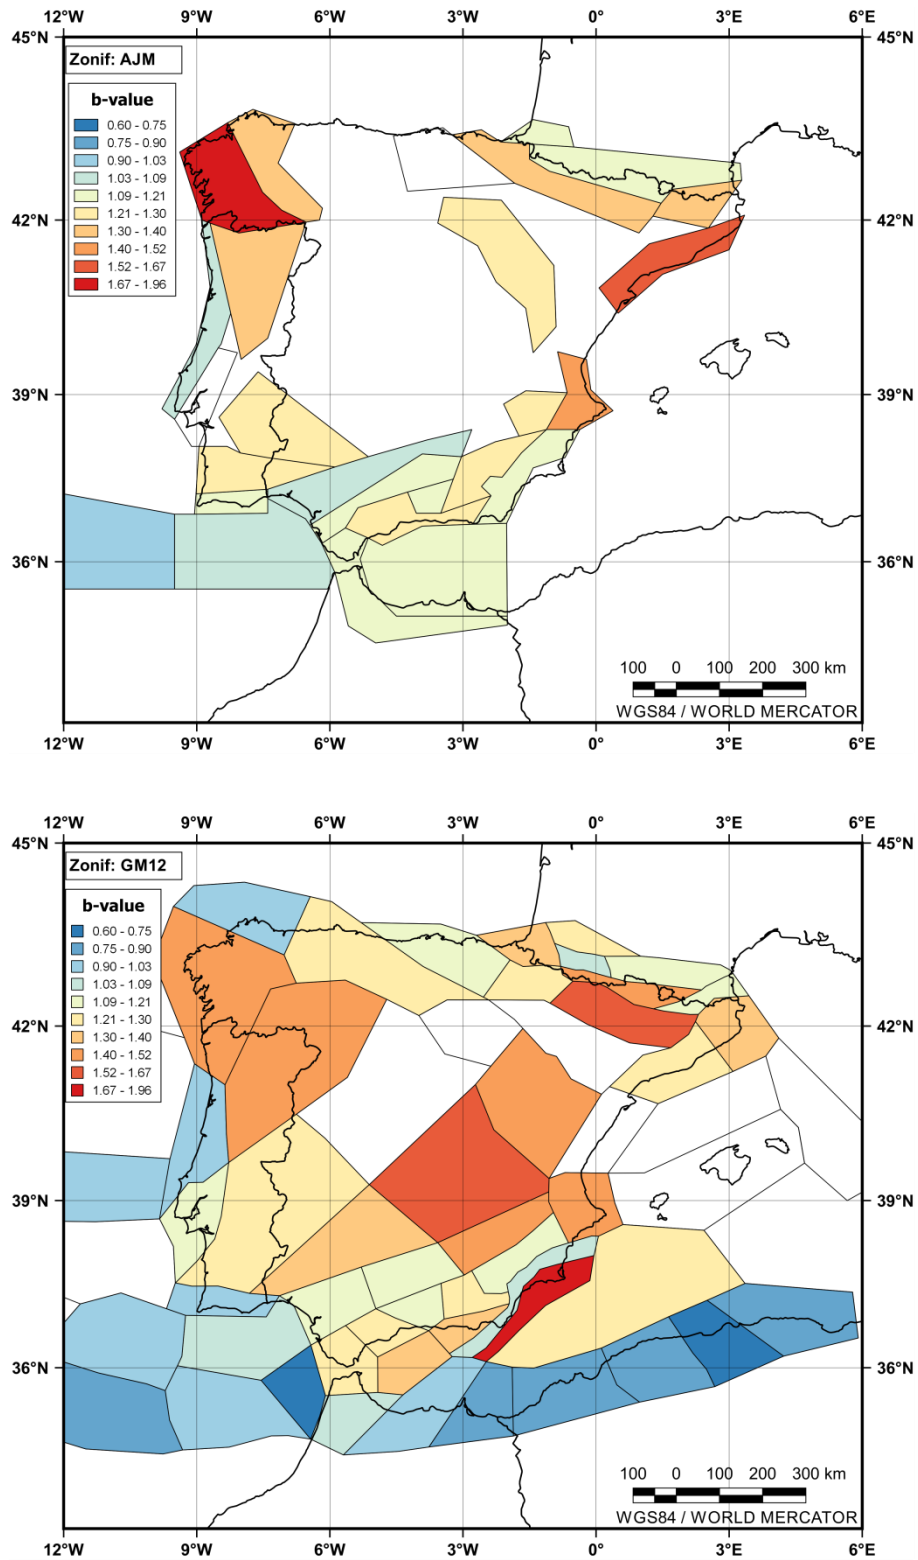 12°W 9°W 6°W 3°W 0° 3°E 6°E
45°N 45°N
Zonif: AJM
b-value
0.60 - 0.75
0.75 - 0.90
0.90 - 1.03
1.03 - 1.09
1.09 - 1.21
1.21 - 1.30
1.30 - 1.40
1.40 - 1.52
1.52 - 1.67
1.67 - 1.96
42°N 42°N
39°N 39°N
36°N 36°N
100 0 100 200 300 km
WGS84 / WORLD MERCATOR
12°W 9°W 6°W 3°W 0° 3°E 6°E
12°W 9°W 6°W 3°W 0° 3°E 6°E
45°N 45°N
Zonif: GM12
b-value
0.60 - 0.75
0.75 - 0.90
0.90 - 1.03
1.03 - 1.09
1.09 - 1.21
1.21 - 1.30
1.30 - 1.40
1.40 - 1.52
1.52 - 1.67
1.67 - 1.96
42°N 42°N
39°N 39°N
36°N 36°N
100 0 100 200 300 km
WGS84 / WORLD MERCATOR
12°W 9°W 6°W 3°W 0° 3°E 6°E